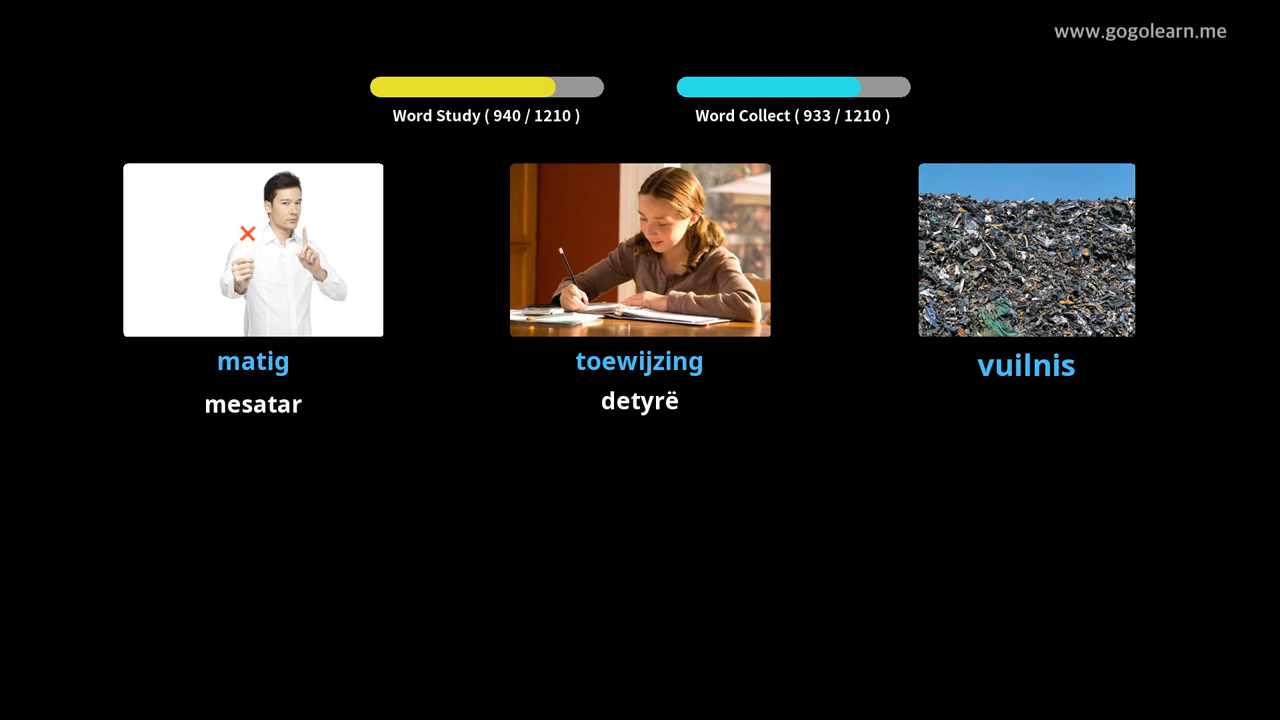 www.gogolearn.me
Word Study ( 940 / 1210 )
Word Collect ( 933 / 1210 )
matig
mesatar
toewijzing
detyrë
vuilnis